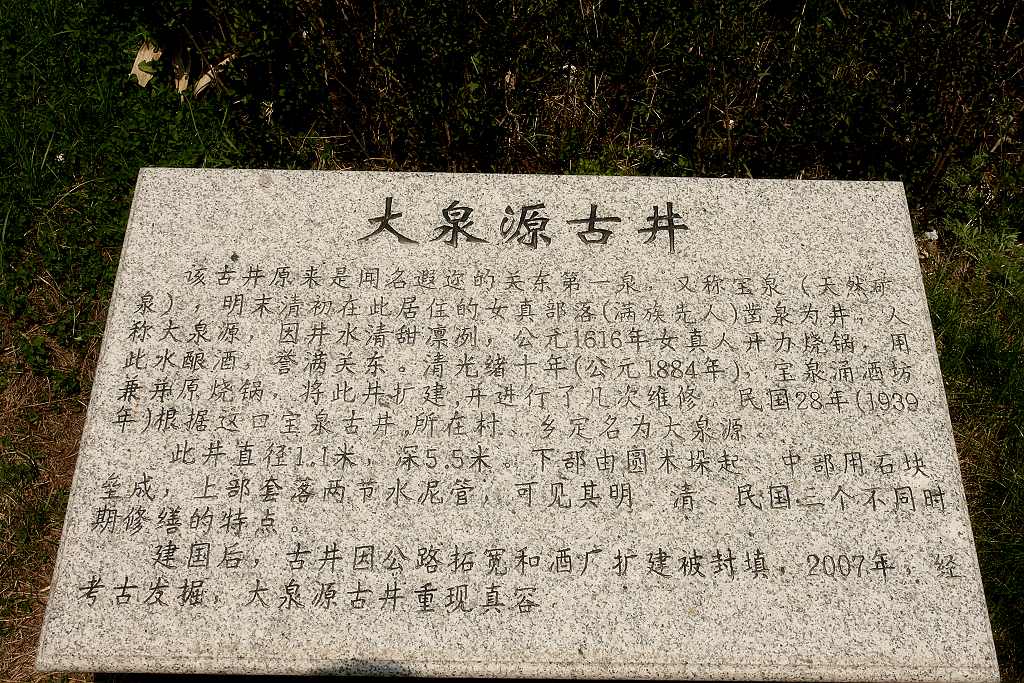 大泉源古井
该古井原来是闻名遐迩的关东第一泉，又称宝泉（天然矿
泉），明末清初在此居住的女真部落(满族先人)凿泉为井，人
称大泉源，因井水清甜凛冽，公元1616年女真人开力烧锅，用
此水酿酒，誉满关东。清光绪十年(公元1884年)，宝泉涌酒坊
兼并原烧锅，将此井扩建,并进行了几次维修、民国28年(1939
年)根据这口宝泉古井,所在村、乡定名为大泉源、
此井直径1.1米，深5.5米。下部由圆木垛起、中部用石块
垒成，上部套落两节水泥管，可见其明 清 民国三个不同时
期修缮的特点。
建国后，古井因公路拓宽和酒厂扩建被封填，2007年，经
考古发掘，大泉源古井重现真容